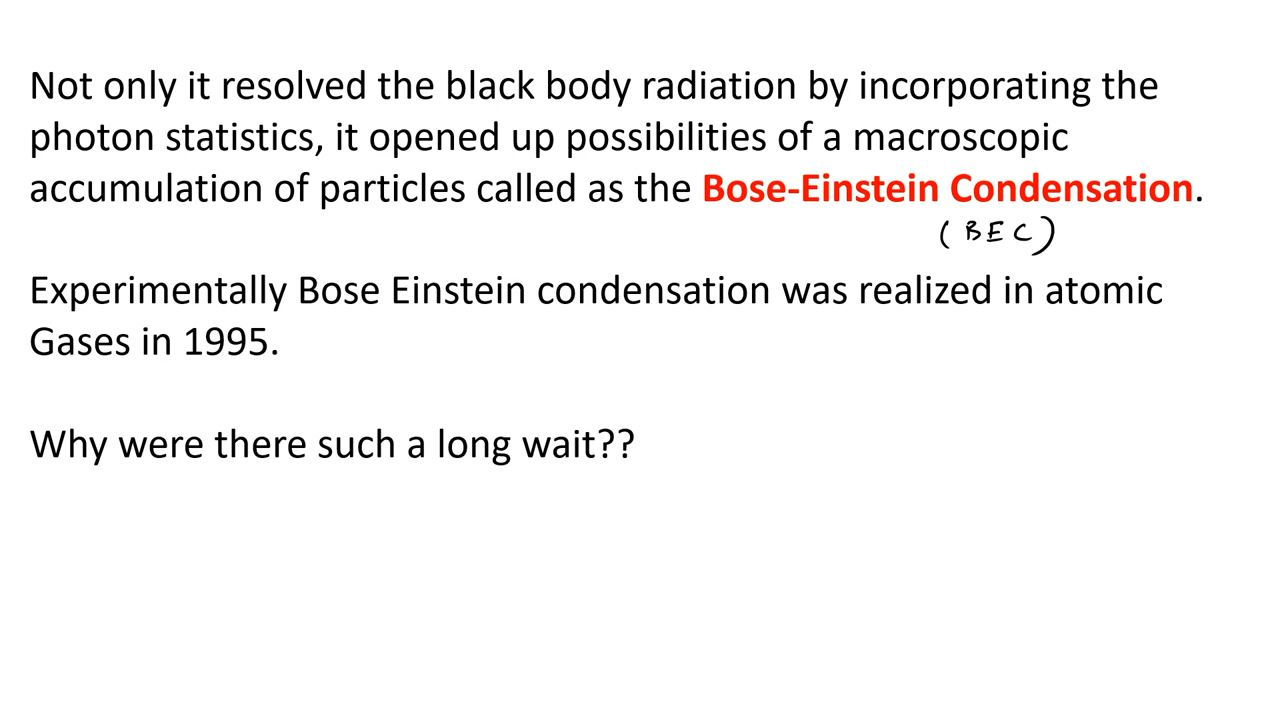 Not only it resolved the black body radiation by incorporating the
photon statistics, it opened up possibilities of a macroscopic
accumulation of particles called as the Bose-Einstein Condensation.
(BEC)
Experimentally Bose Einstein condensation was realized in atomic
Gases in 1995.
Why were there such a long wait??